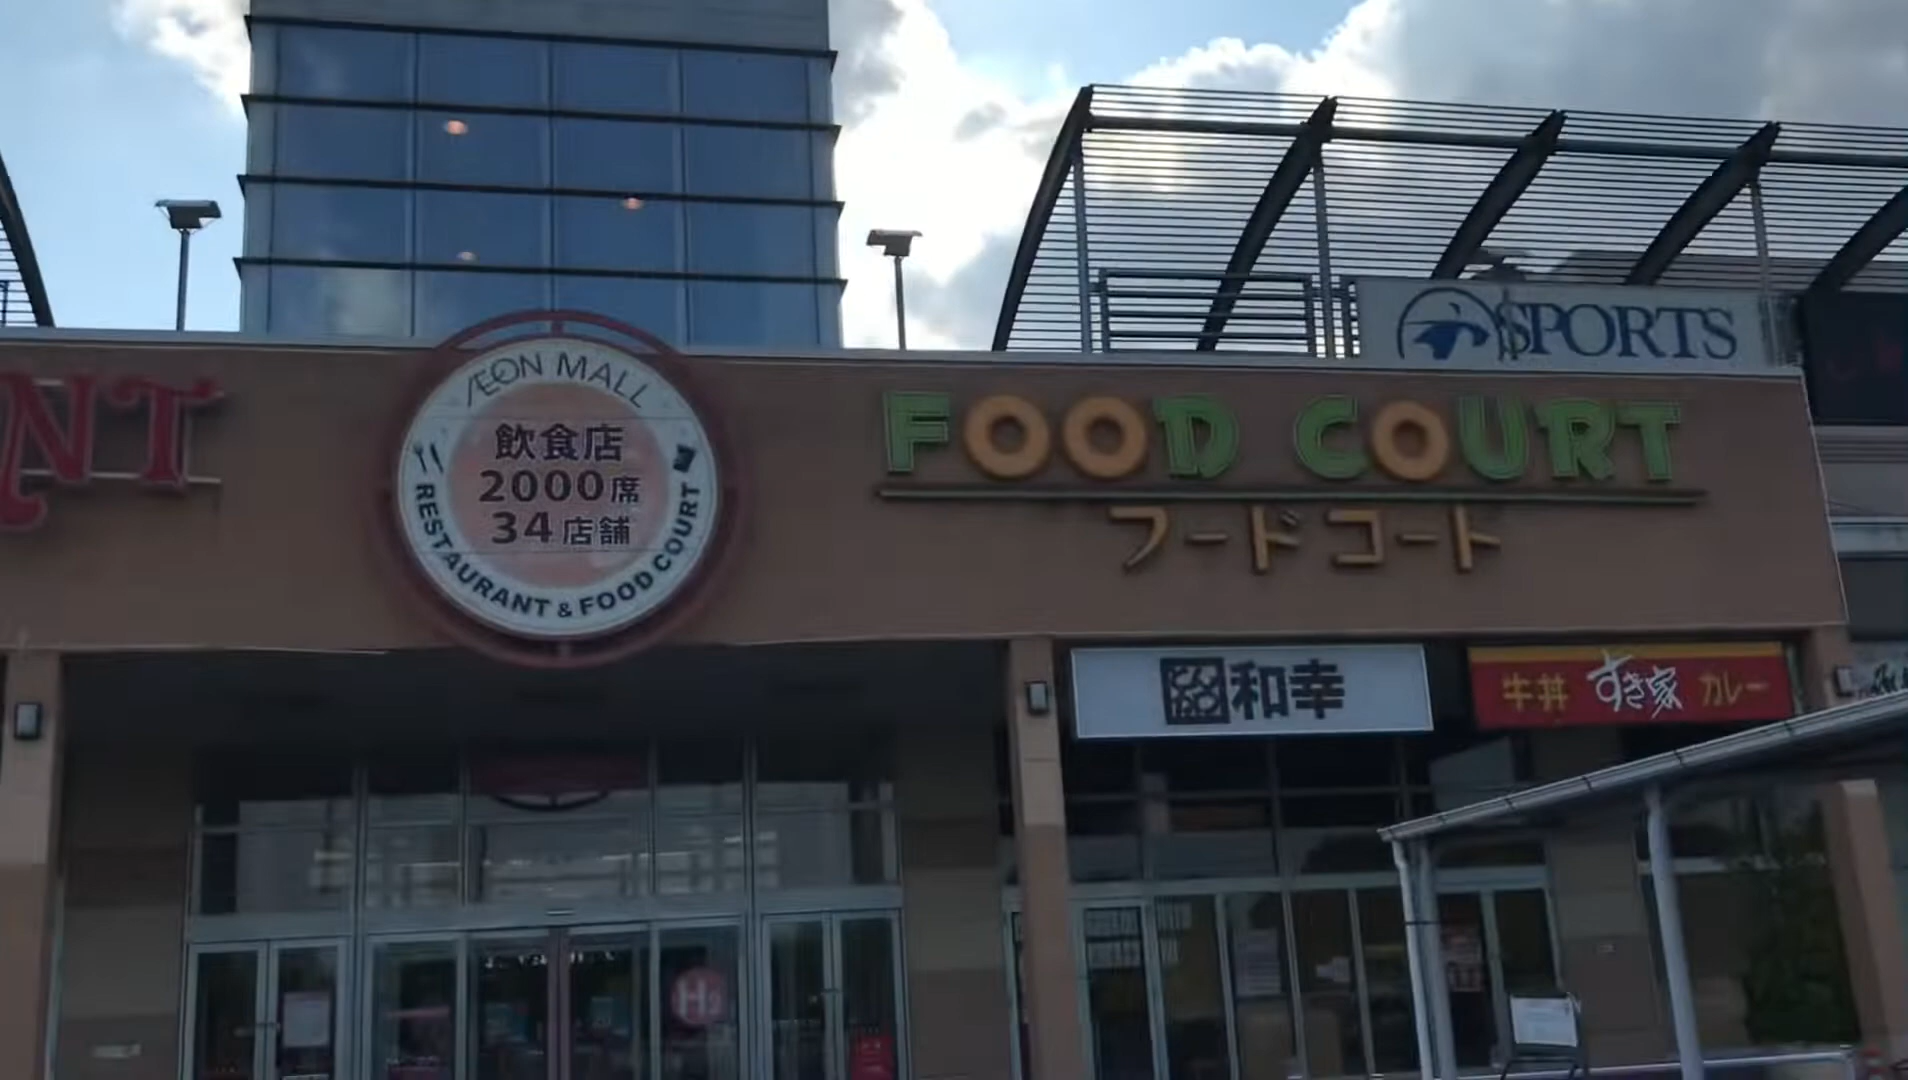 NT
ÆON MALL
飲食店
2000席
34店舗
RESTAURANT & FOOD COURT
FOOD COURT
フードコート
SPORTS
和幸
牛丼 すき家 カレー